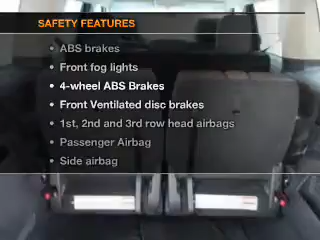 SAFETY FEATURES
• ABS brakes
• Front fog lights
• 4-wheel ABS Brakes
• Front Ventilated disc brakes
• 1st, 2nd and 3rd row head airbags
• Passenger Airbag
• Side airbag